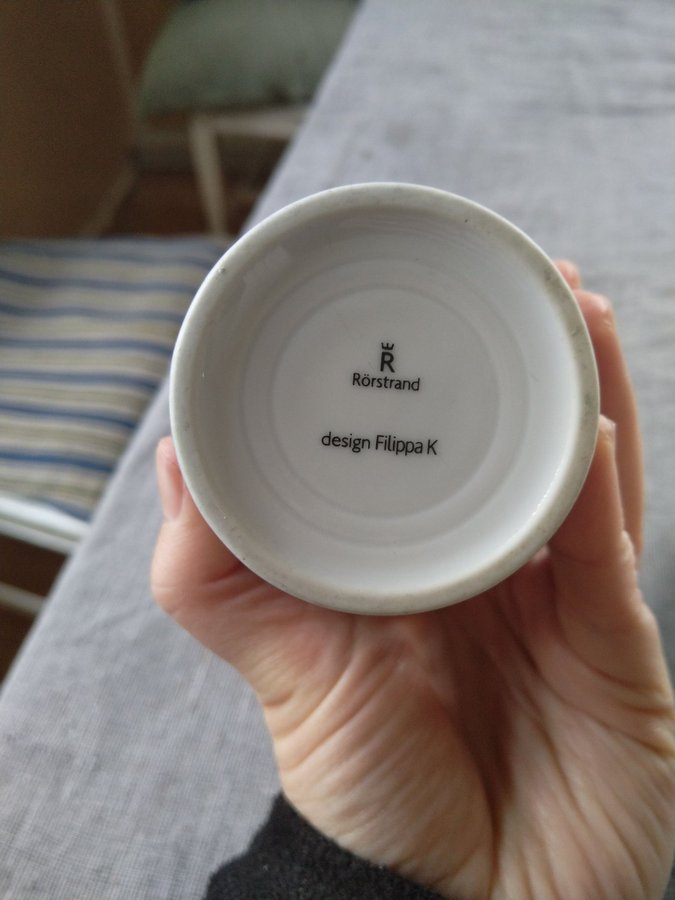 R
Rörstrand
design Filippa K